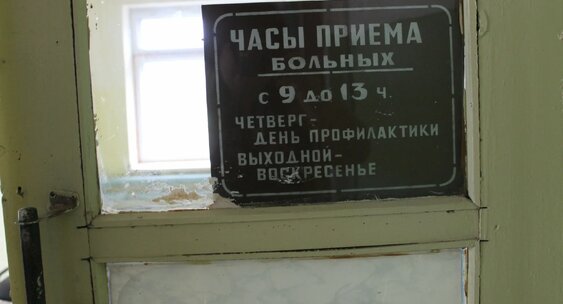 ЧАСЫ ПРИЕМА
БОЛЬНЫХ
С 9 ДО 13 Ч.
ЧЕТВЕРГ-
ДЕНЬ ПРОФИЛАКТИКИ
ВЫХОДНОЙ-
ВОСКРЕСЕНЬЕ